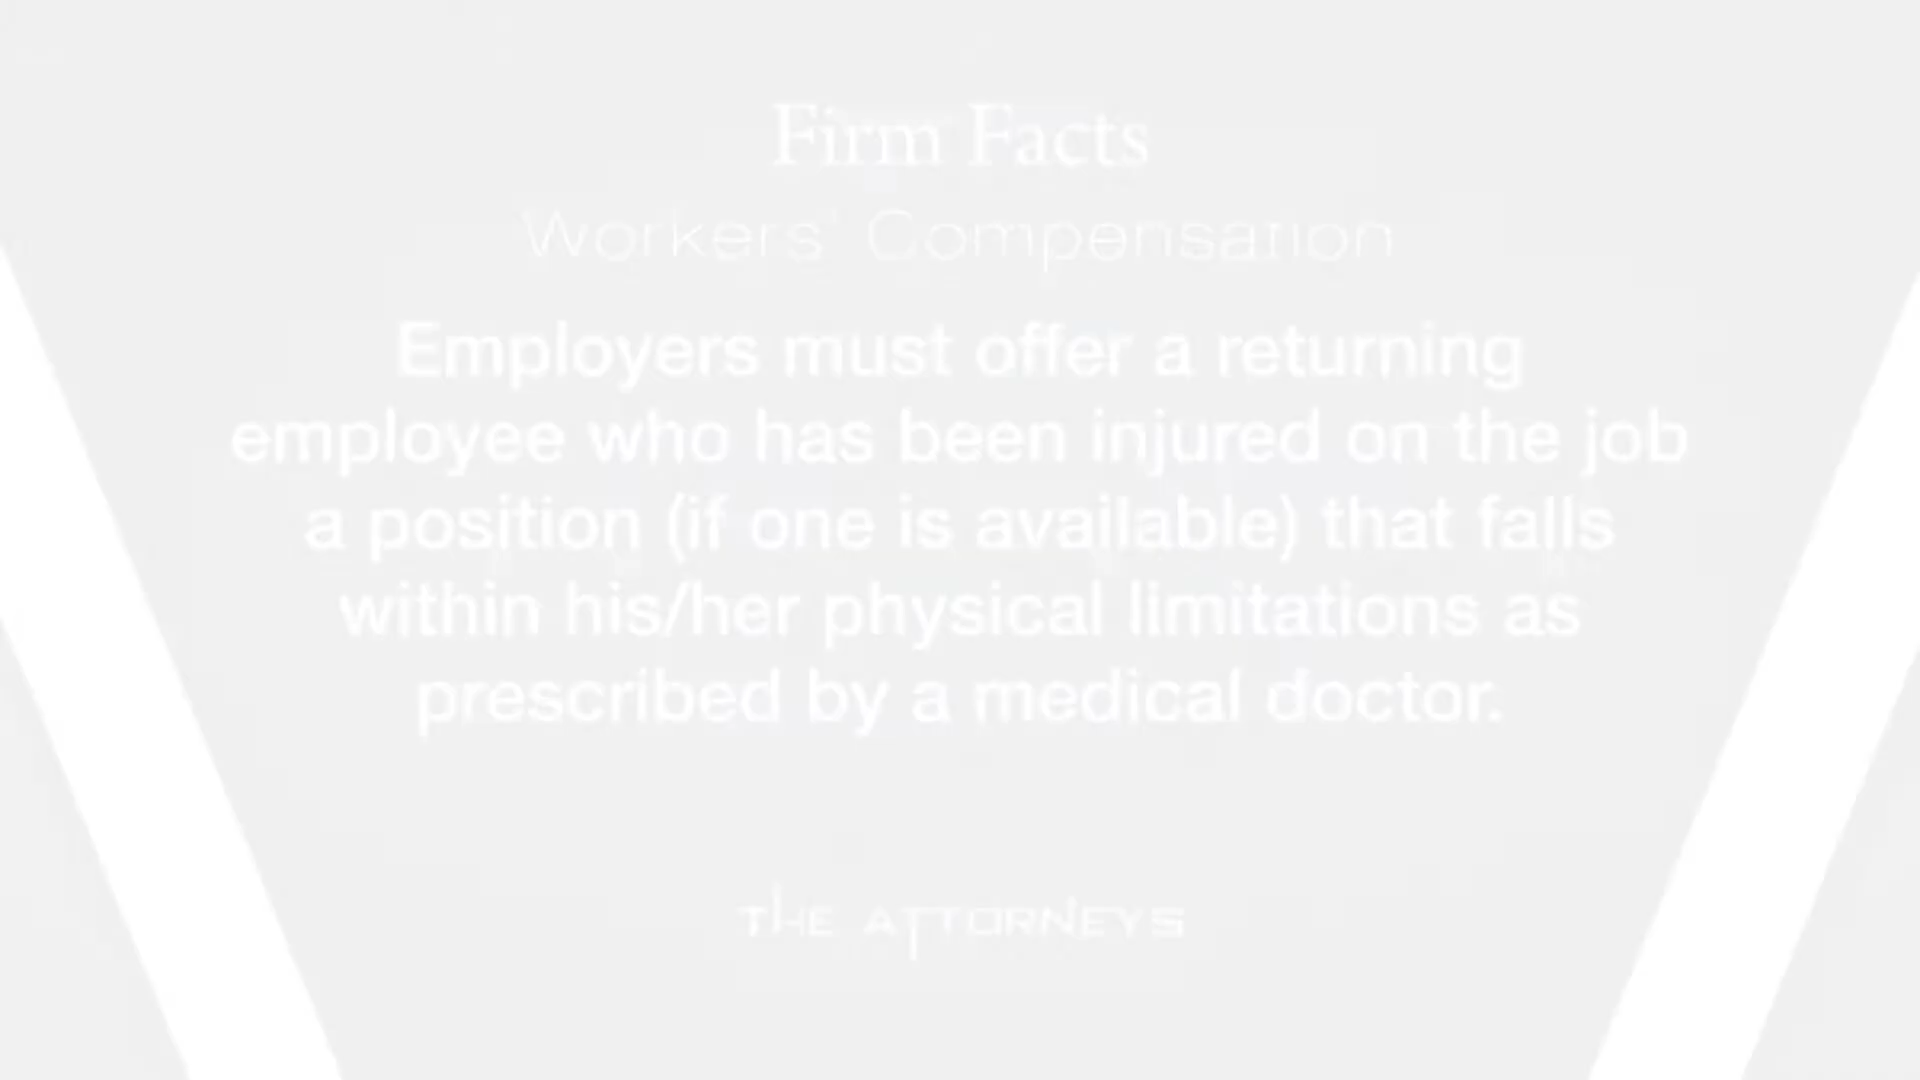 Firm Facts
Workers' Compensation
Employers must offer a returning
employee who has been injured on the job
a position (if one is available) that falls
within his/her physical limitations as
prescribed by a medical doctor.
THE ATTORNEYS